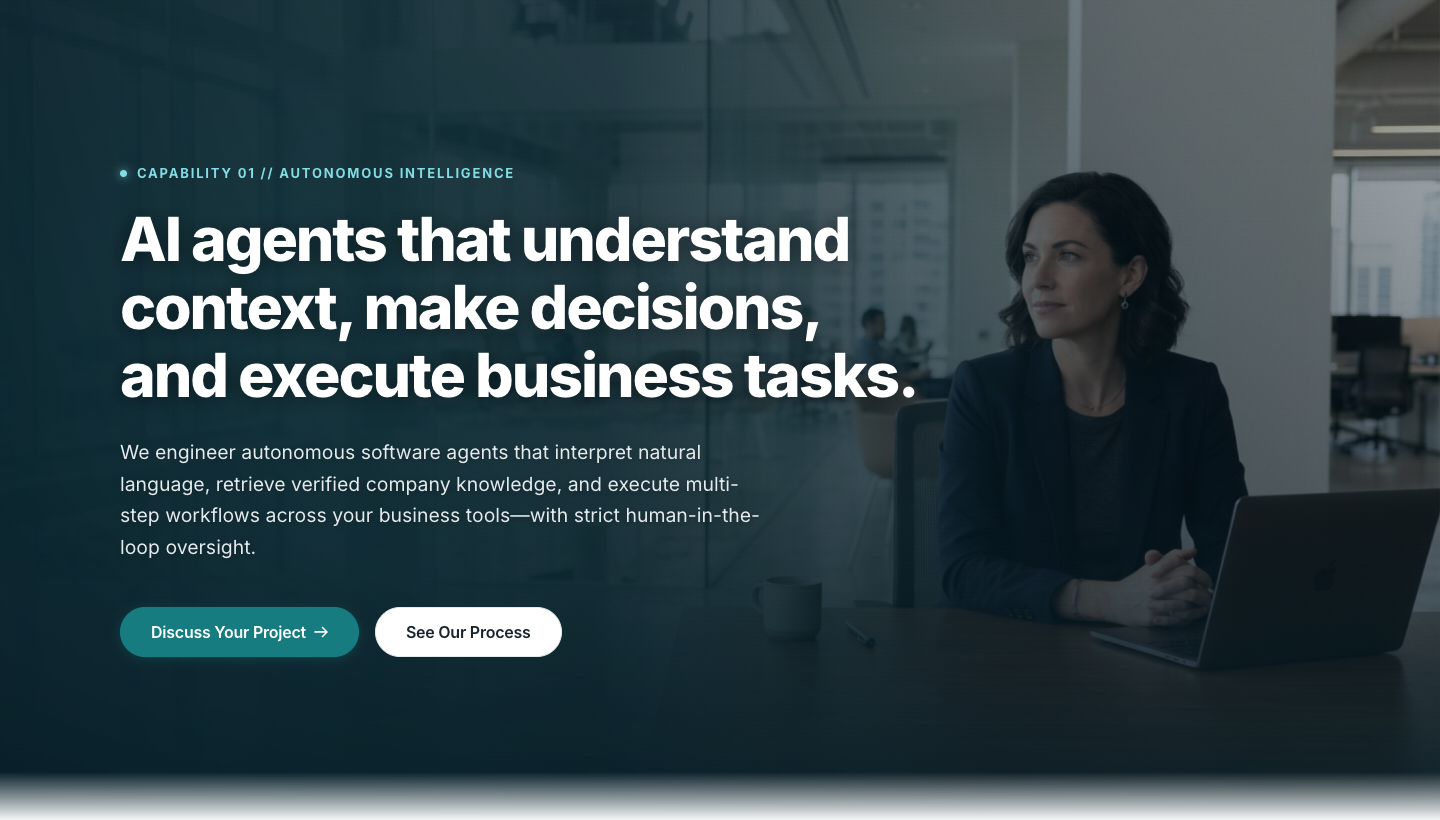 CAPABILITY 01 // AUTONOMOUS INTELLIGENCE
AI agents that understand
context, make decisions,
and execute business tasks.
We engineer autonomous software agents that interpret natural
language, retrieve verified company knowledge, and execute multi-
step workflows across your business tools—with strict human-in-the-
loop oversight.
Discuss Your Project →
See Our Process